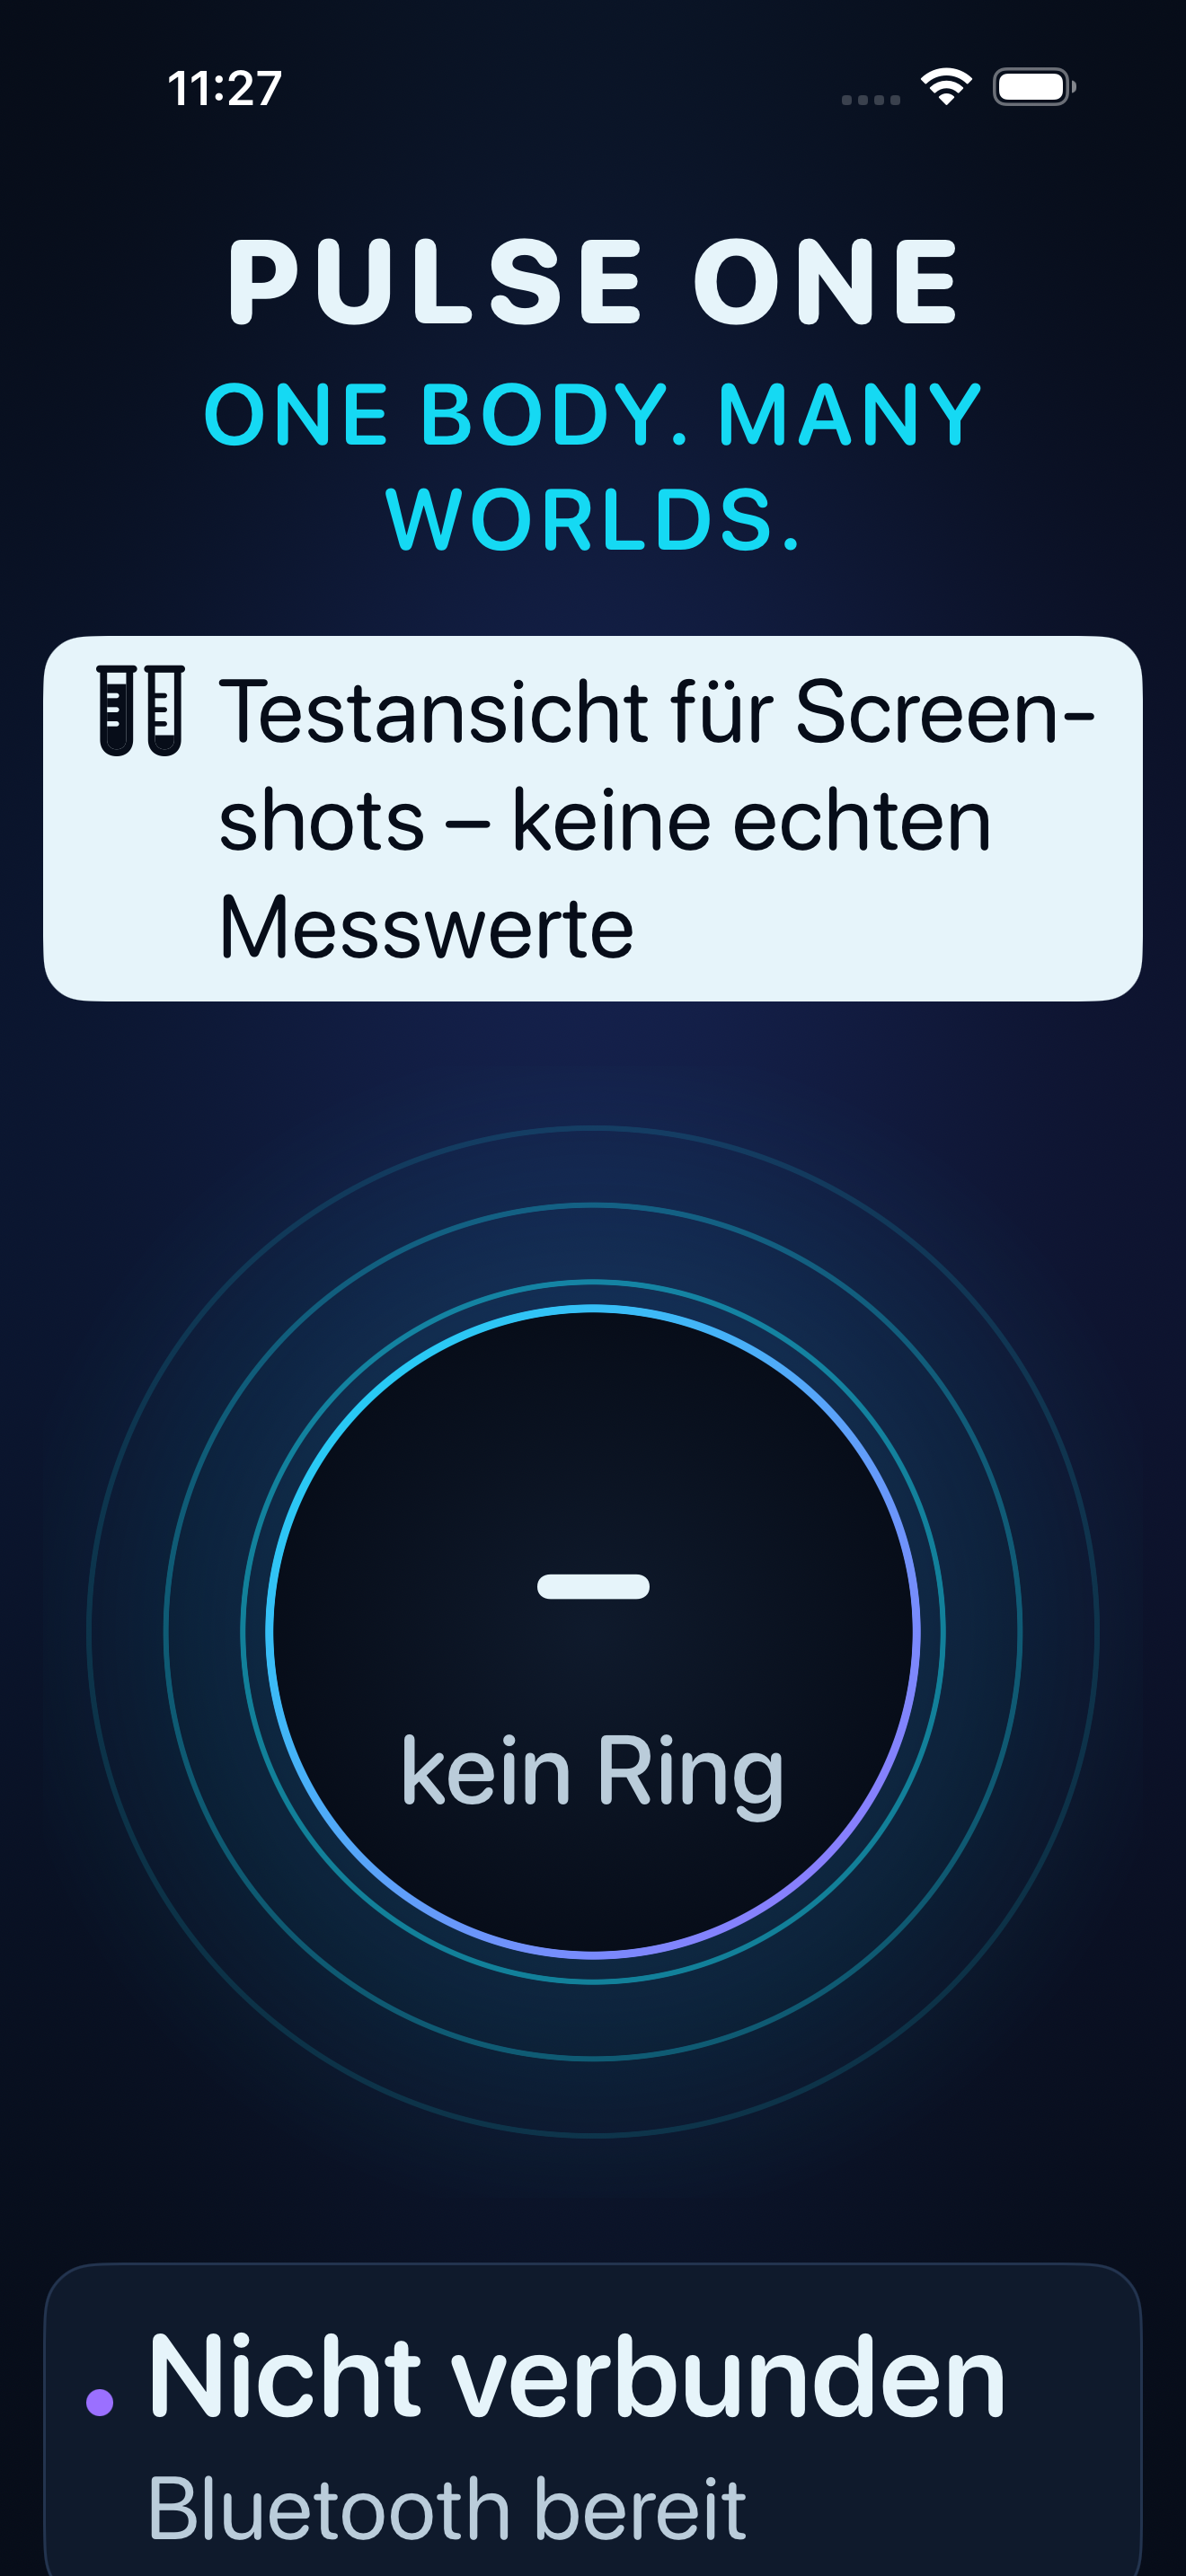 11:27
PULSE ONE
ONE BODY. MANY
WORLDS.
Testansicht für Screen-
shots – keine echten
Messwerte
–
kein Ring
Nicht verbunden
Bluetooth bereit